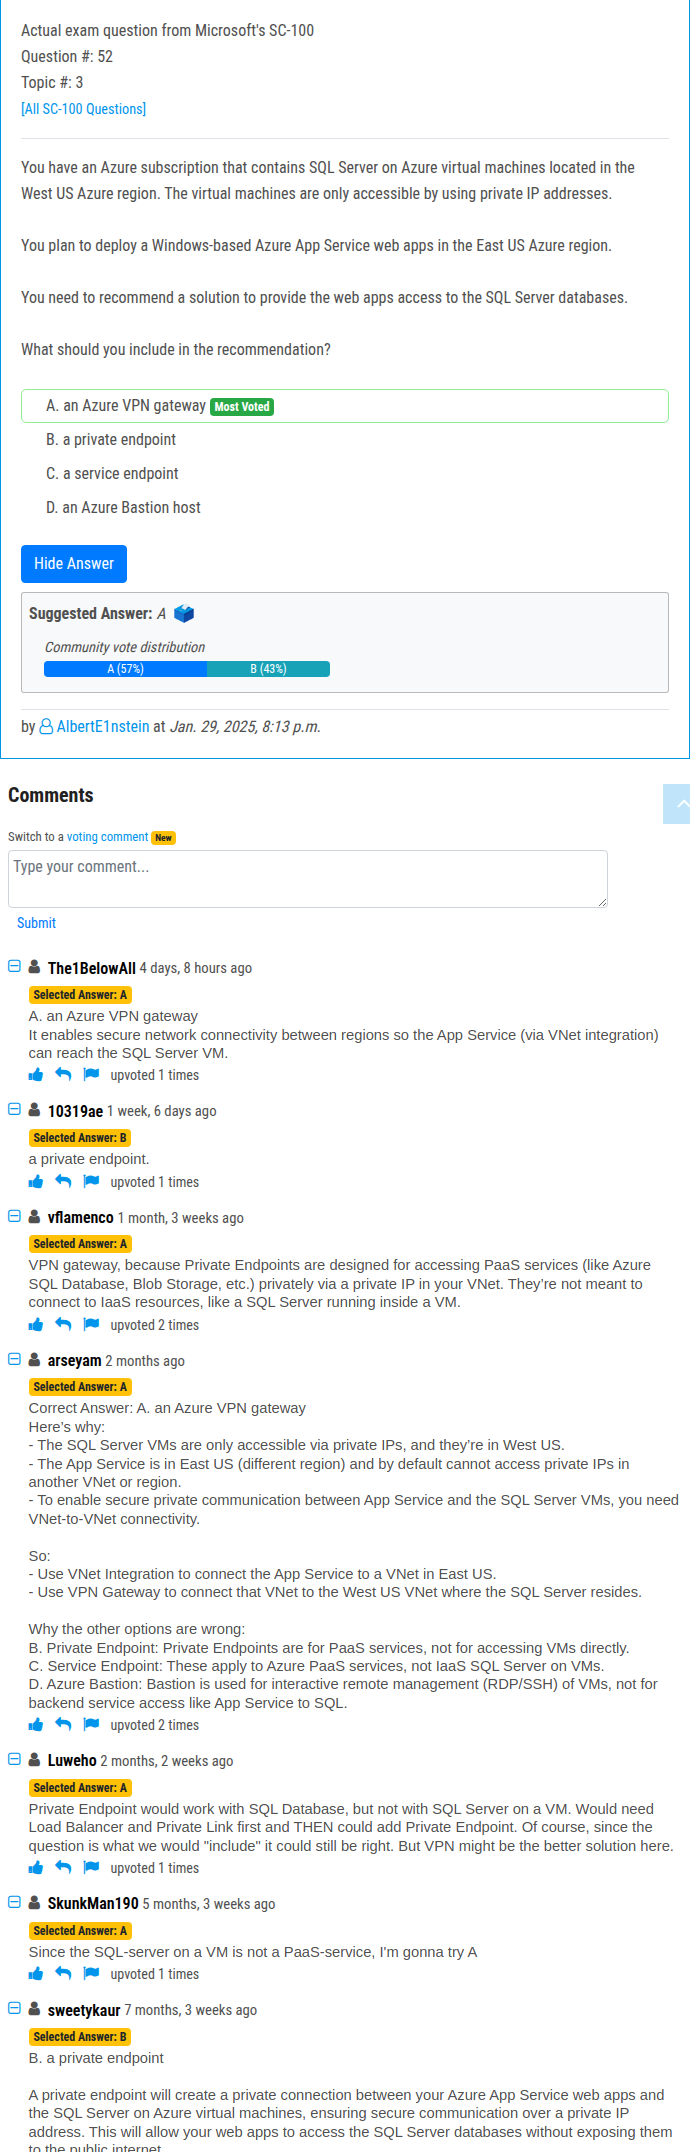 Actual exam question from Microsoft's SC-100
Question #: 52
Topic #: 3
[All SC-100 Questions]
You have an Azure subscription that contains SQL Server on Azure virtual machines located in the
West US Azure region. The virtual machines are only accessible by using private IP addresses.
You plan to deploy a Windows-based Azure App Service web apps in the East US Azure region.
You need to recommend a solution to provide the web apps access to the SQL Server databases.
What should you include in the recommendation?
A. an Azure VPN gateway Most Voted
B. a private endpoint
C. a service endpoint
D. an Azure Bastion host
Hide Answer
Suggested Answer: A
Community vote distribution
A (57%) B (43%)
by AlbertE1nstein at Jan. 29, 2025, 8:13 p.m.
Comments
Switch to a voting comment New
Type your comment...
Submit
The1BelowAll 4 days, 8 hours ago
Selected Answer: A
A. an Azure VPN gateway
It enables secure network connectivity between regions so the App Service (via VNet integration)
can reach the SQL Server VM.
upvoted 1 times
10319ae 1 week, 6 days ago
Selected Answer: B
a private endpoint.
upvoted 1 times
vflamenco 1 month, 3 weeks ago
Selected Answer: A
VPN gateway, because Private Endpoints are designed for accessing PaaS services (like Azure
SQL Database, Blob Storage, etc.) privately via a private IP in your VNet. They're not meant to
connect to IaaS resources, like a SQL Server running inside a VM.
upvoted 2 times
arseyam 2 months ago
Selected Answer: A
Correct Answer: A. an Azure VPN gateway
Here's why:
- The SQL Server VMs are only accessible via private IPs, and they're in West US.
- The App Service is in East US (different region) and by default cannot access private IPs in
another VNet or region.
- To enable secure private communication between App Service and the SQL Server VMs, you need
VNet-to-VNet connectivity.
So:
- Use VNet Integration to connect the App Service to a VNet in East US.
- Use VPN Gateway to connect that VNet to the West US VNet where the SQL Server resides.
Why the other options are wrong:
B. Private Endpoint: Private Endpoints are for PaaS services, not for accessing VMs directly.
C. Service Endpoint: These apply to Azure PaaS services, not IaaS SQL Server on VMs.
D. Azure Bastion: Bastion is used for interactive remote management (RDP/SSH) of VMs, not for
backend service access like App Service to SQL.
upvoted 2 times
Luweho 2 months, 2 weeks ago
Selected Answer: A
Private Endpoint would work with SQL Database, but not with SQL Server on a VM. Would need
Load Balancer and Private Link first and THEN could add Private Endpoint. Of course, since the
question is what we would "include" it could still be right. But VPN might be the better solution here.
upvoted 1 times
SkunkMan190 5 months, 3 weeks ago
Selected Answer: A
Since the SQL-server on a VM is not a PaaS-service, I'm gonna try A
upvoted 1 times
sweetykaur 7 months, 3 weeks ago
Selected Answer: B
B. a private endpoint
A private endpoint will create a private connection between your Azure App Service web apps and
the SQL Server on Azure virtual machines, ensuring secure communication over a private IP
address. This will allow your web apps to access the SQL Server databases without exposing them
to the public internet.